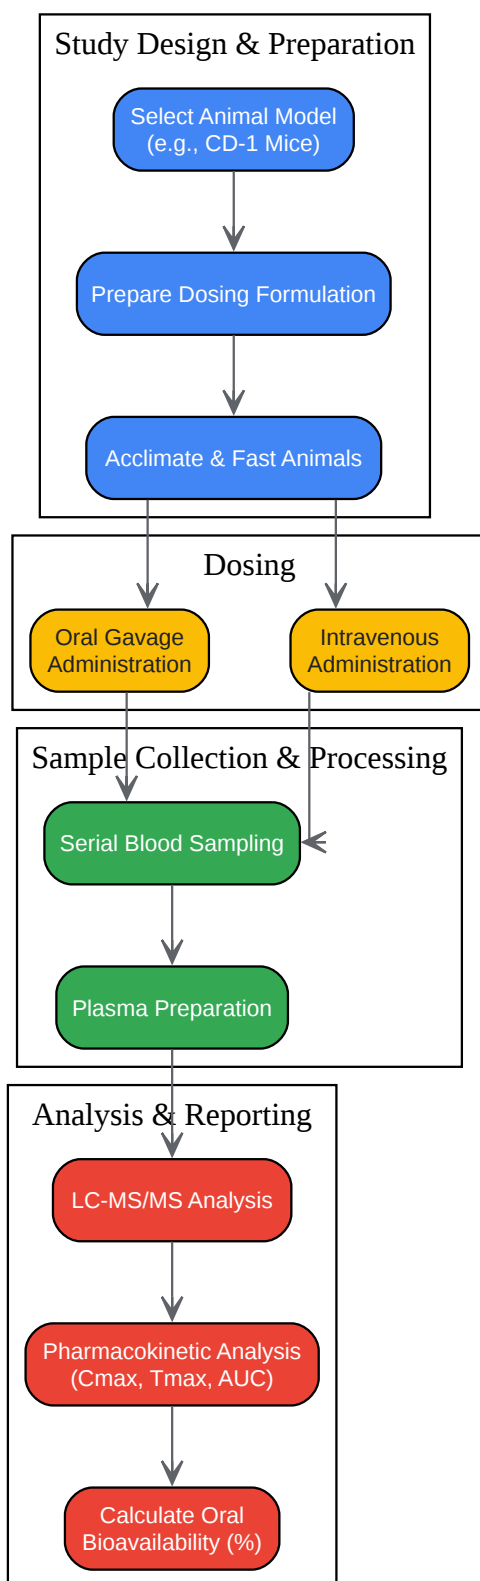 Study Design & Preparation
Select Animal Model
(e.g., CD-1 Mice)
Prepare Dosing Formulation
Acclimate & Fast Animals
Dosing
Oral Gavage
Administration
Intravenous
Administration
Sample Collection & Processing
Serial Blood Sampling
Plasma Preparation
Analysis & Reporting
LC-MS/MS Analysis
Pharmacokinetic Analysis
(Cmax, Tmax, AUC)
Calculate Oral
Bioavailability (%)